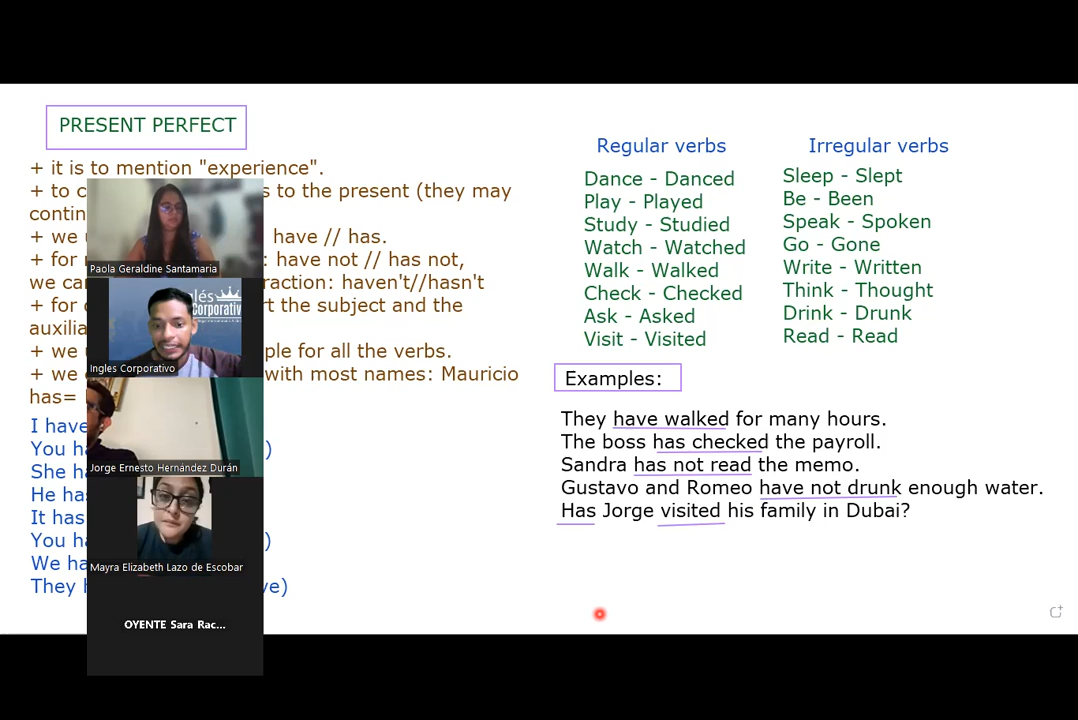 PRESENT PERFECT
+ it is to mention "experience".
+ to s to the present (they may
contin
+ we have // has.
+ for : have not // has not,
we ca raction: haven't//hasn't
+ for rt the subject and the
auxilia
+ we ple for all the verbs.
+ we with most names: Mauricio
has=
I have
You ha )
She ha
He has
It has
You ha )
We ha
They ve)
Paola Geraldine Santamaria
nglés
Corporativo
Ingles Corporativo
Jorge Ernesto Hernández Durán
Mayra Elizabeth Lazo de Escobar
OYENTE Sara Rac...
Regular verbs
Dance - Danced
Play - Played
Study - Studied
Watch - Watched
Walk - Walked
Check - Checked
Ask - Asked
Visit - Visited
Irregular verbs
Sleep - Slept
Be - Been
Speak - Spoken
Go - Gone
Write - Written
Think - Thought
Drink - Drunk
Read - Read
Examples:
They have walked for many hours.
The boss has checked the payroll.
Sandra has not read the memo.
Gustavo and Romeo have not drunk enough water.
Has Jorge visited his family in Dubai?